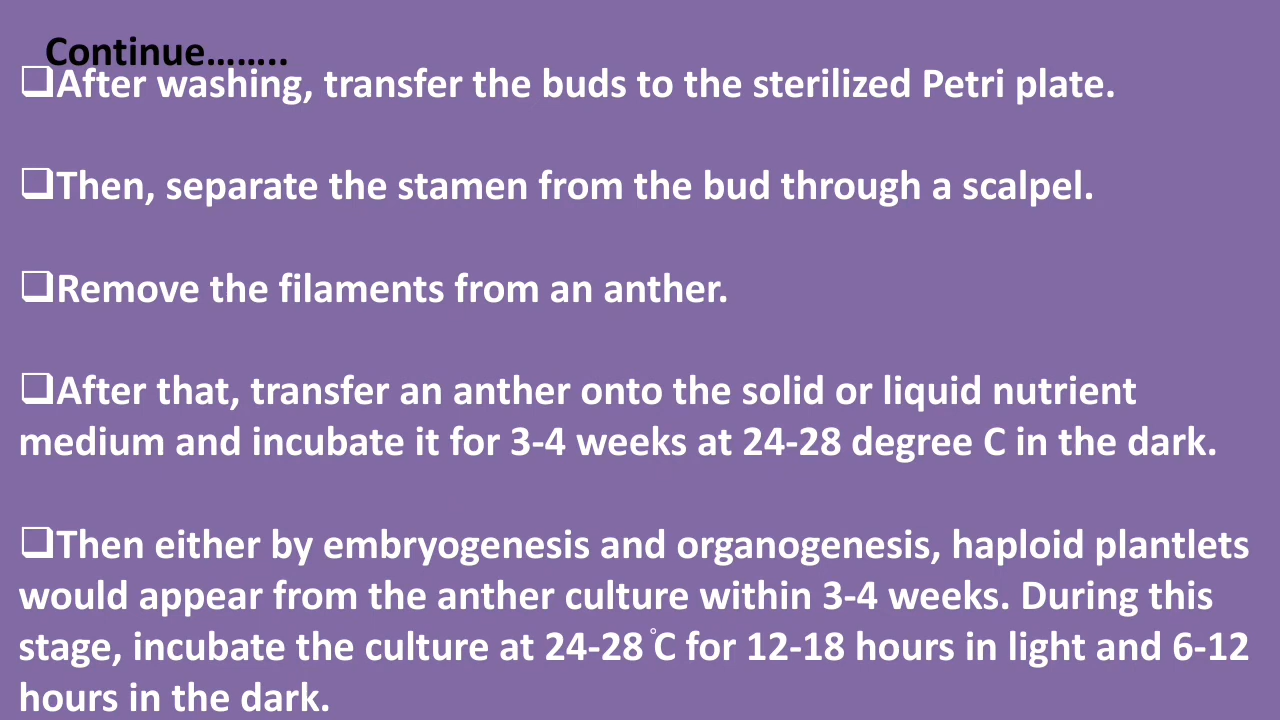 Continue........
❑After washing, transfer the buds to the sterilized Petri plate.
❑Then, separate the stamen from the bud through a scalpel.
❑Remove the filaments from an anther.
❑After that, transfer an anther onto the solid or liquid nutrient
medium and incubate it for 3-4 weeks at 24-28 degree C in the dark.
❑Then either by embryogenesis and organogenesis, haploid plantlets
would appear from the anther culture within 3-4 weeks. During this
stage, incubate the culture at 24-28 °C for 12-18 hours in light and 6-12
hours in the dark.